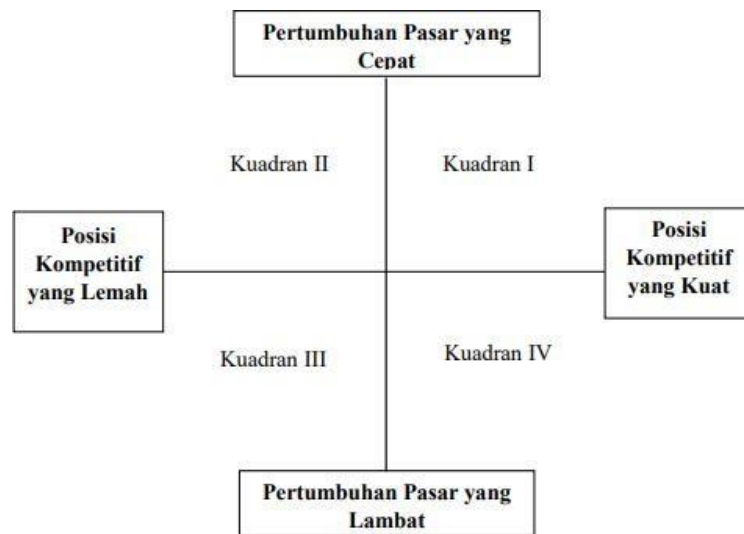 Pertumbuhan Pasar yang
Cepat
Kuadran II
Kuadran I
Posisi
Kompetitif
yang Lemah
Posisi
Kompetitif
yang Kuat
Kuadran III
Kuadran IV
Pertumbuhan Pasar yang
Lambat